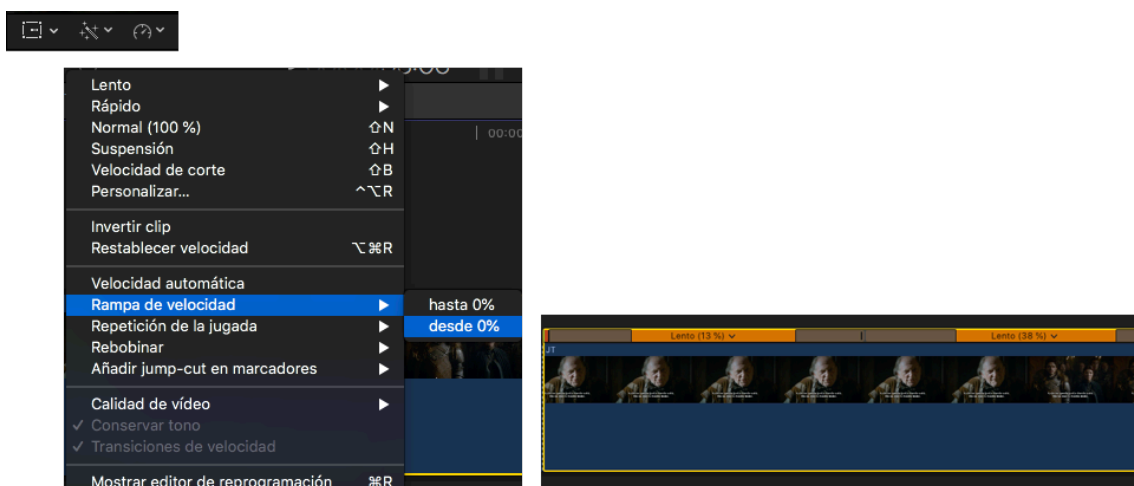 Lento
Rápido
Normal (100 %) ⇧N
Suspensión ⇧H
Velocidad de corte ⇧B
Personalizar... ^⌥R
Invertir clip
Restablecer velocidad ⌥⌘R
Velocidad automática
Rampa de velocidad
hasta 0%
desde 0%
Repetición de la jugada
Rebobinar
Añadir jump-cut en marcadores
Calidad de vídeo
✓ Conservar tono
✓ Transiciones de velocidad
Mostrar editor de reprogramación ⌘R
00:00
Lento (13 %) Lento (38 %)
JT